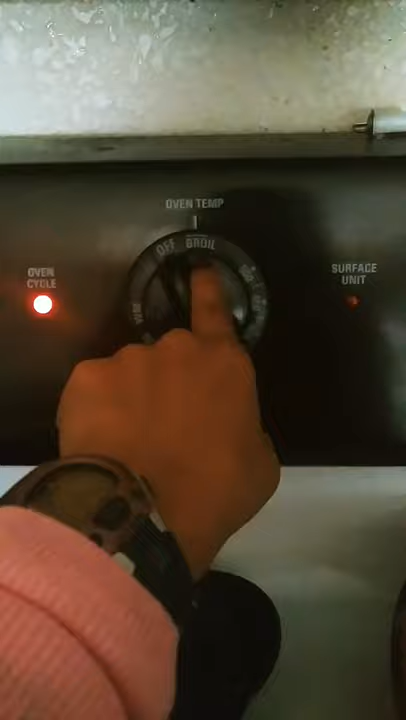 OVEN TEMP
OFF BROIL
OVEN
CYCLE
SURFACE
UNIT